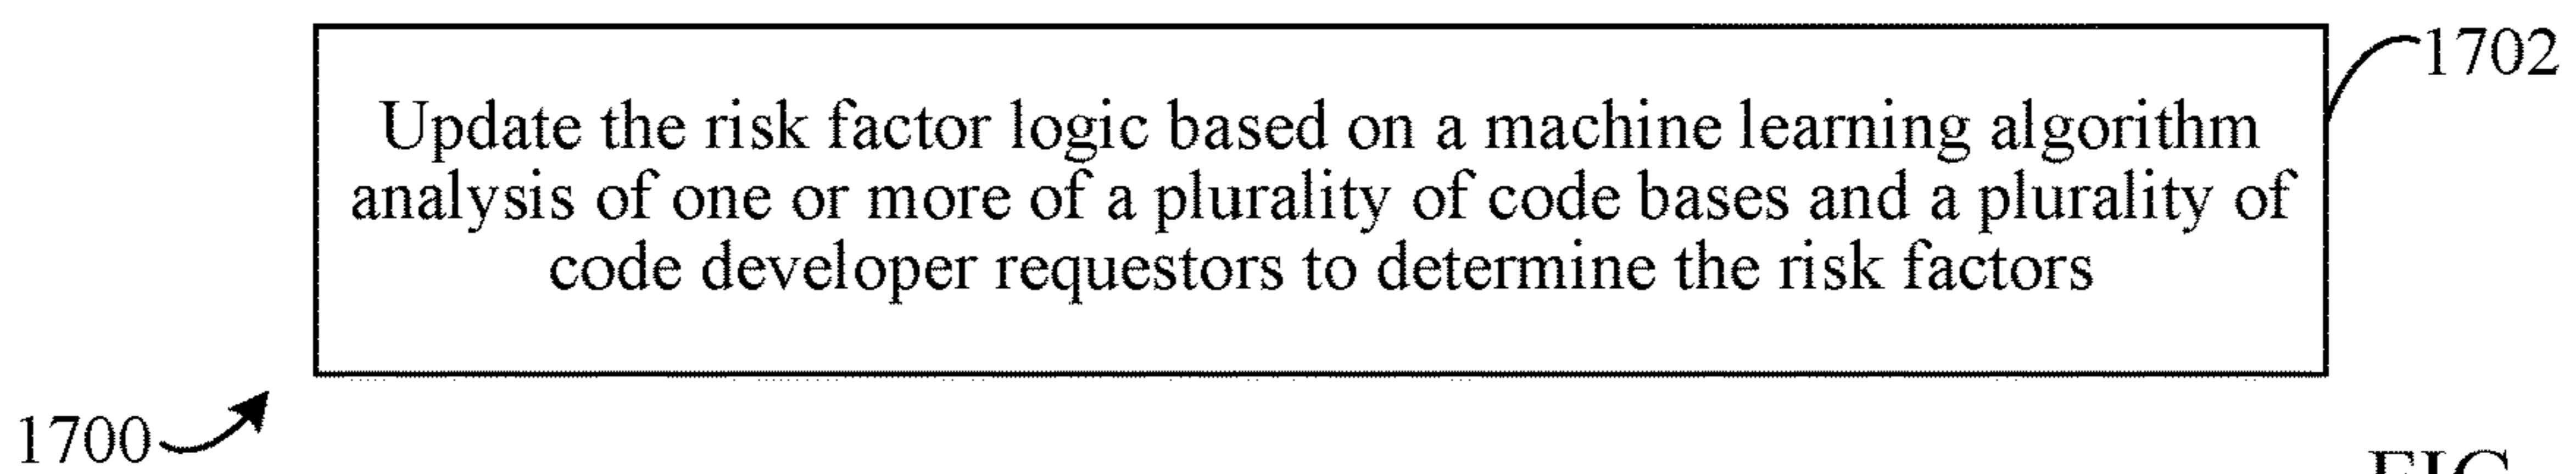 1702
Update the risk factor logic based on a machine learning algorithm
analysis of one or more of a plurality of code bases and a plurality of
code developer requestors to determine the risk factors
1700
FIG